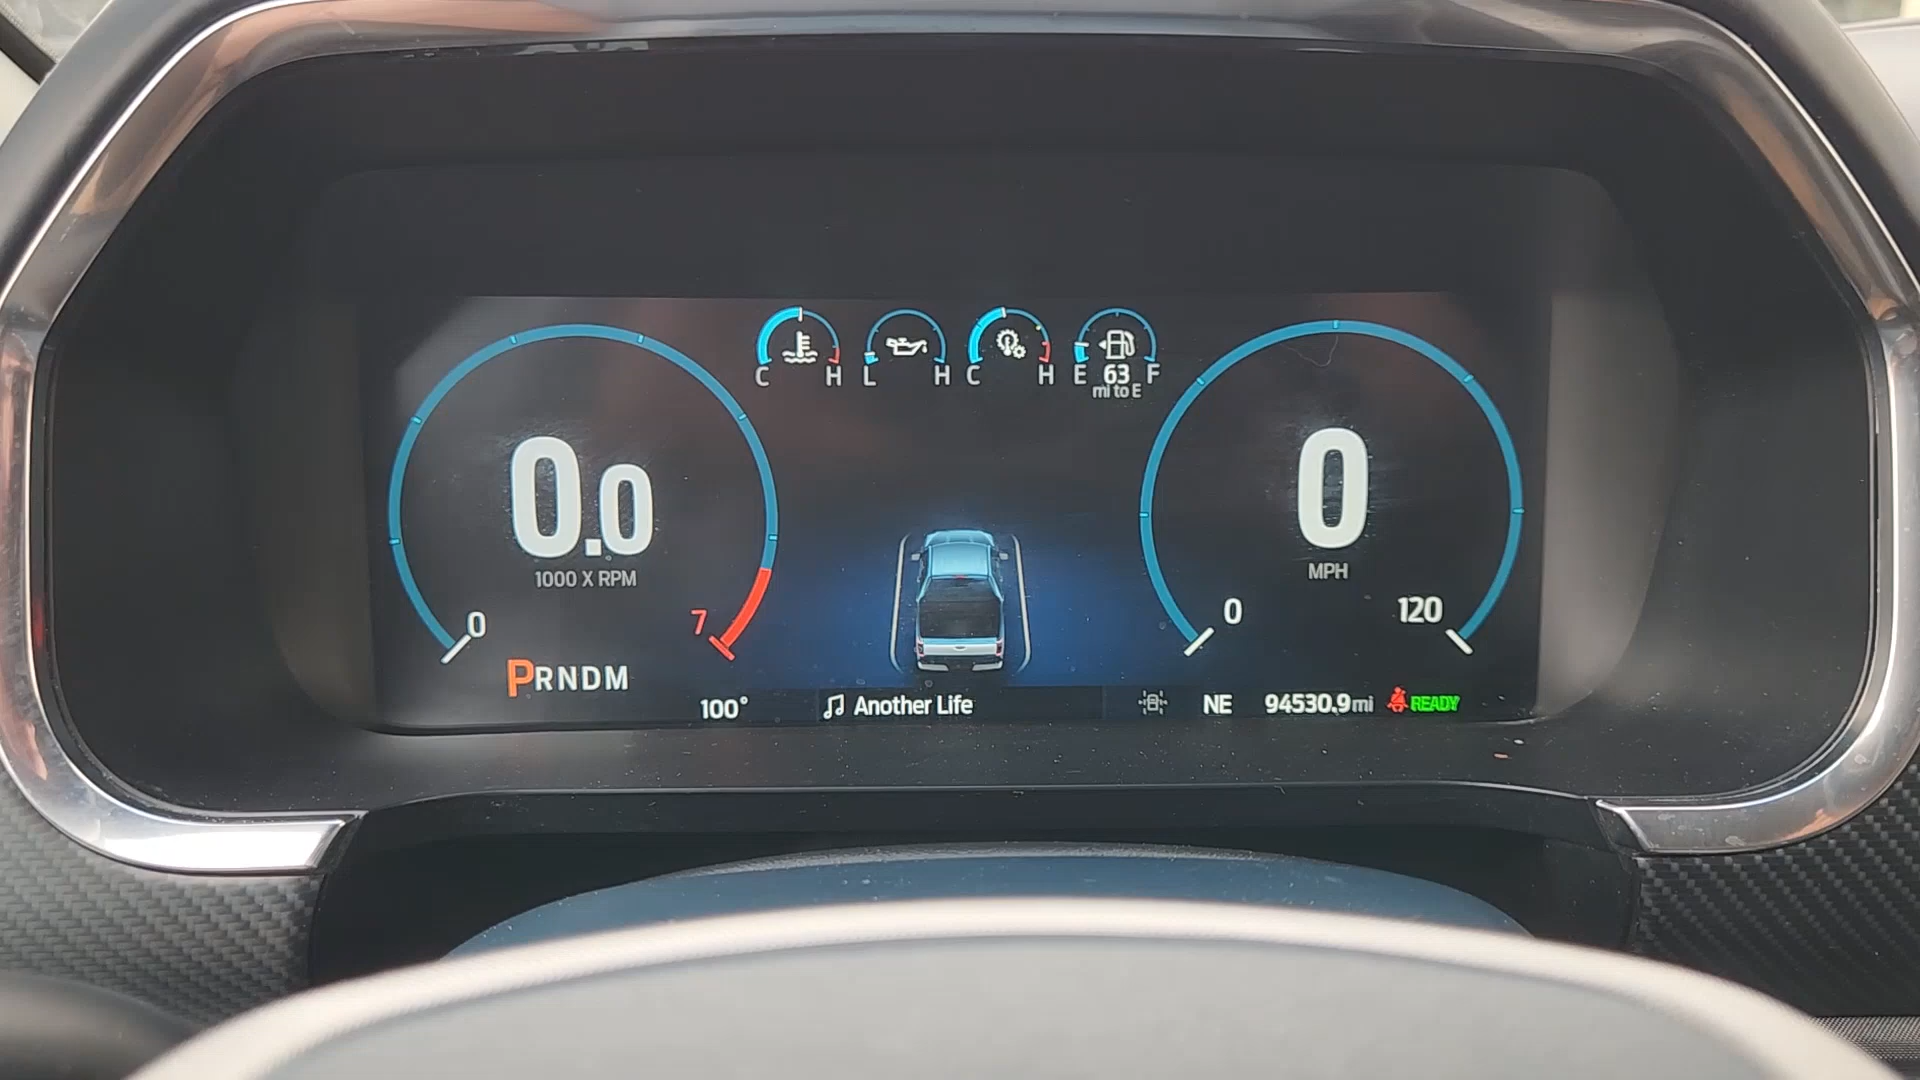 C H L H C H E 63 F
mi to E
0.0
1000 X RPM
0 7
PRNDM
0
MPH
0 120
100° Another Life NE 94530.9mi READY